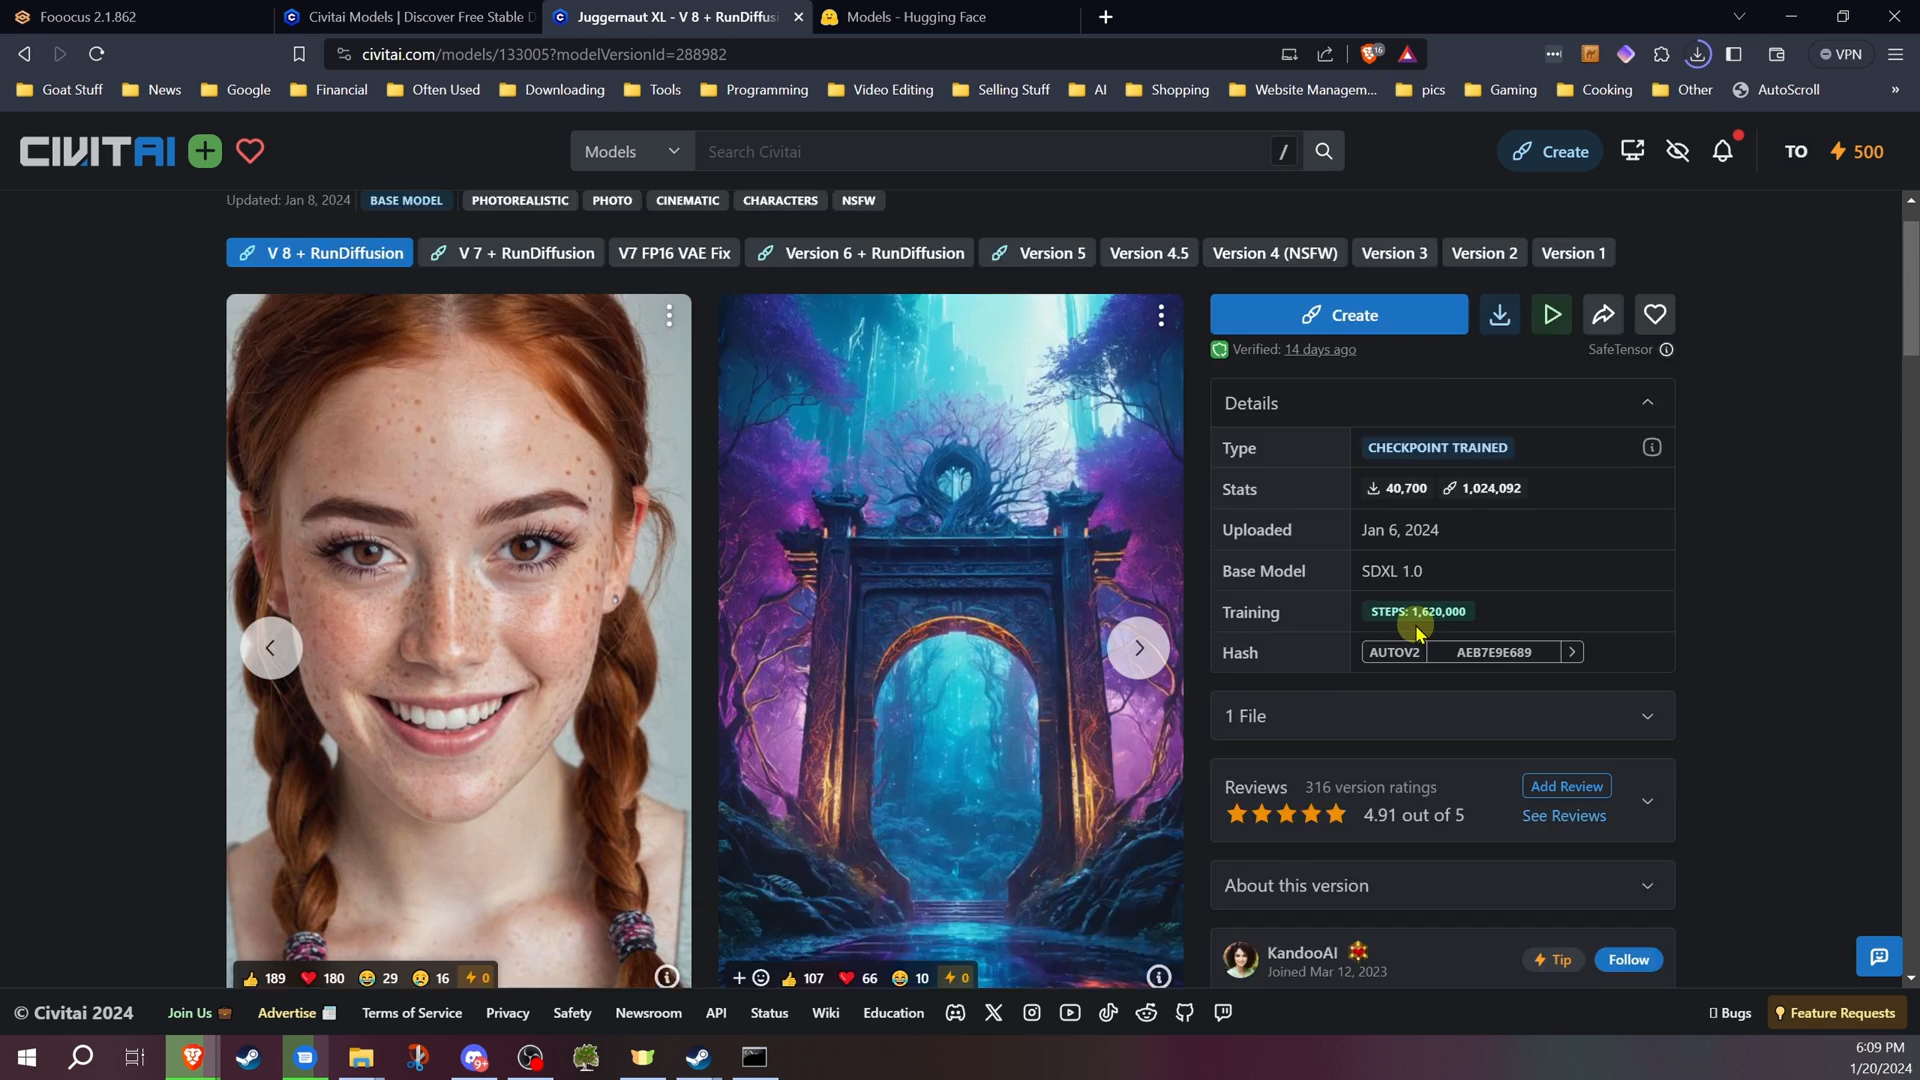 Fooocus 2.1.862
Civitai Models | Discover Free Stable D
Juggernaut XL - V 8 + RunDiffusi
Models - Hugging Face
civitai.com/models/133005?modelVersionId=288982
16
VPN
Goat Stuff
News
Google
Financial
Often Used
Downloading
Tools
Programming
Video Editing
Selling Stuff
AI
Shopping
Website Managem...
pics
Gaming
Cooking
Other
AutoScroll
»
CIVITAI
Models
Search Civitai
/
Create
TO
500
Updated: Jan 8, 2024
BASE MODEL
PHOTOREALISTIC
PHOTO
CINEMATIC
CHARACTERS
NSFW
V 8 + RunDiffusion
V 7 + RunDiffusion
V7 FP16 VAE Fix
Version 6 + RunDiffusion
Version 5
Version 4.5
Version 4 (NSFW)
Version 3
Version 2
Version 1
Create
Verified: 14 days ago
SafeTensor
Details
Type
CHECKPOINT TRAINED
Stats
40,700
1,024,092
Uploaded
Jan 6, 2024
Base Model
SDXL 1.0
Training
STEPS: 1,620,000
Hash
AUTOV2
AEB7E9E689
1 File
Reviews
316 version ratings
Add Review
4.91 out of 5
See Reviews
About this version
KandooAI
Joined Mar 12, 2023
Tip
Follow
189
180
29
16
0
107
66
10
0
© Civitai 2024
Join Us
Advertise
Terms of Service
Privacy
Safety
Newsroom
API
Status
Wiki
Education
Bugs
Feature Requests
9+
6:09 PM
1/20/2024